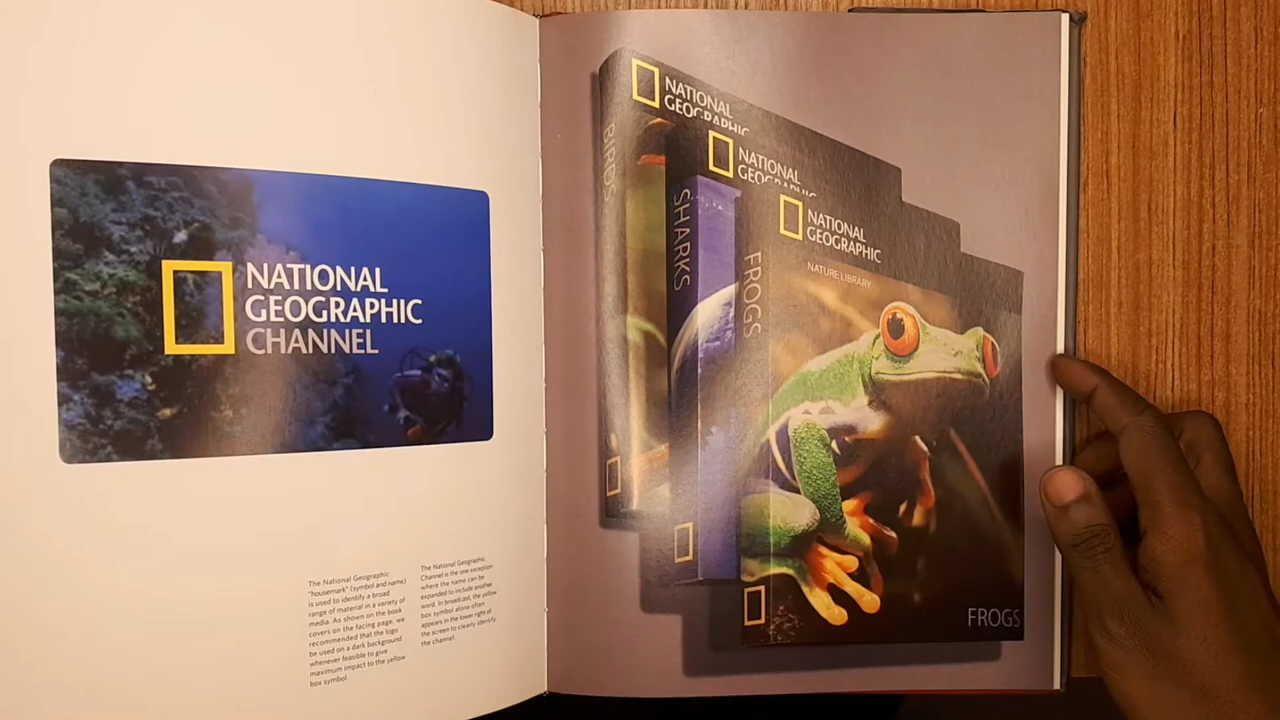 NATIONAL
GEOGRAPHIC
CHANNEL
The National Geographic
"housemark" (symbol and name)
is used to identify a broad
range of material in a variety of
media. As shown on the book
covers on the facing page, we
recommended that the logo
be used on a dark background
whenever feasible to give
maximum impact to the yellow
box symbol.
The National Geographic
Channel is the one exception
where the name can be
expanded to include another
word. In broadcast, the yellow
box symbol alone often
appears in the lower right of
the screen to clearly identify
the channel.
NATIONAL
GEOGRAPHIC
BIRDS
NATIONAL
GEOGRAPHIC
SHARKS
NATIONAL
GEOGRAPHIC
NATURE LIBRARY
FROGS
FROGS